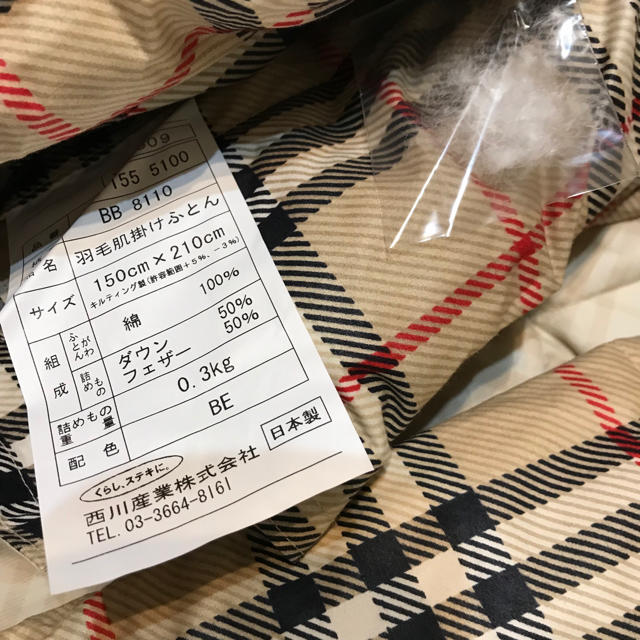 155 5100
BB 8110
名 羽毛肌掛けふとん
サイズ 150cm×210cm
キルティング製(許容範囲+5%、-3%)
組成 ふとんがわ 綿 100%
詰めもの ダウン 50%
フェザー 50%
詰めもの重量 0.3kg
配色 BE
日本製
くらし、ステキに。
西川産業株式会社
TEL. 03-3664-8161